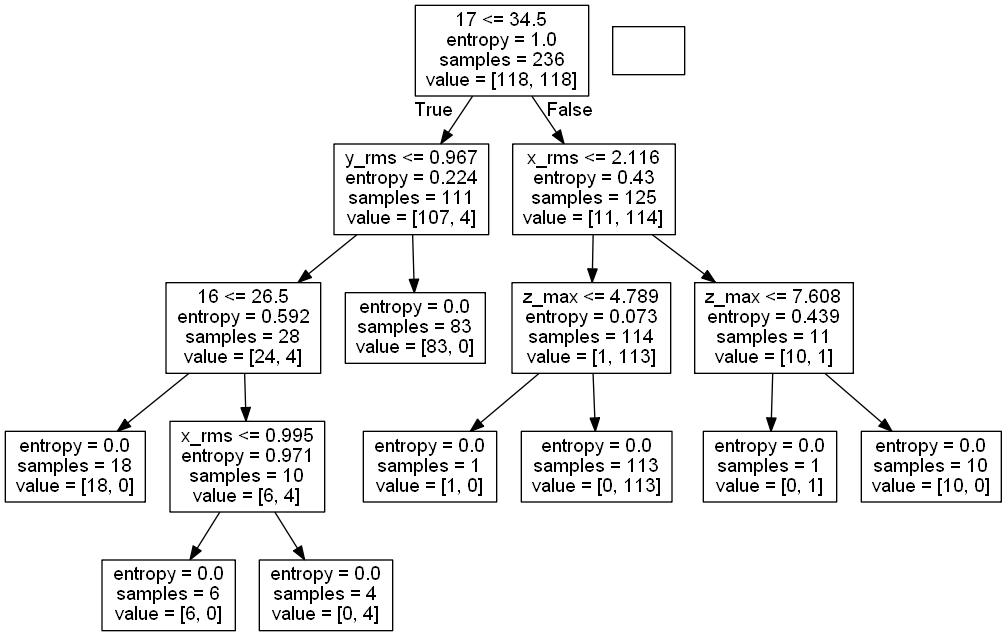 17 <= 34.5
entropy = 1.0
samples = 236
value = [118, 118]
True
False
y_rms <= 0.967
entropy = 0.224
samples = 111
value = [107, 4]
x_rms <= 2.116
entropy = 0.43
samples = 125
value = [11, 114]
16 <= 26.5
entropy = 0.592
samples = 28
value = [24, 4]
entropy = 0.0
samples = 83
value = [83, 0]
z_max <= 4.789
entropy = 0.073
samples = 114
value = [1, 113]
z_max <= 7.608
entropy = 0.439
samples = 11
value = [10, 1]
entropy = 0.0
samples = 18
value = [18, 0]
x_rms <= 0.995
entropy = 0.971
samples = 10
value = [6, 4]
entropy = 0.0
samples = 1
value = [1, 0]
entropy = 0.0
samples = 113
value = [0, 113]
entropy = 0.0
samples = 1
value = [0, 1]
entropy = 0.0
samples = 10
value = [10, 0]
entropy = 0.0
samples = 6
value = [6, 0]
entropy = 0.0
samples = 4
value = [0, 4]